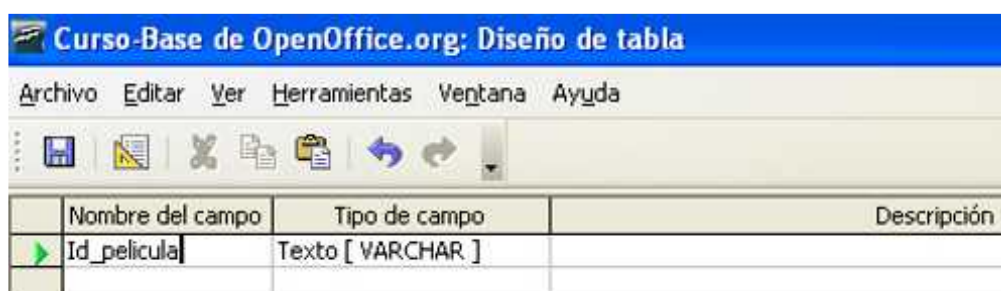 Curso-Base de OpenOffice.org: Diseño de tabla
Archivo Editar Ver Herramientas Ventana Ayuda
Nombre del campo Tipo de campo Descripción
Id_pelicula Texto [ VARCHAR ]